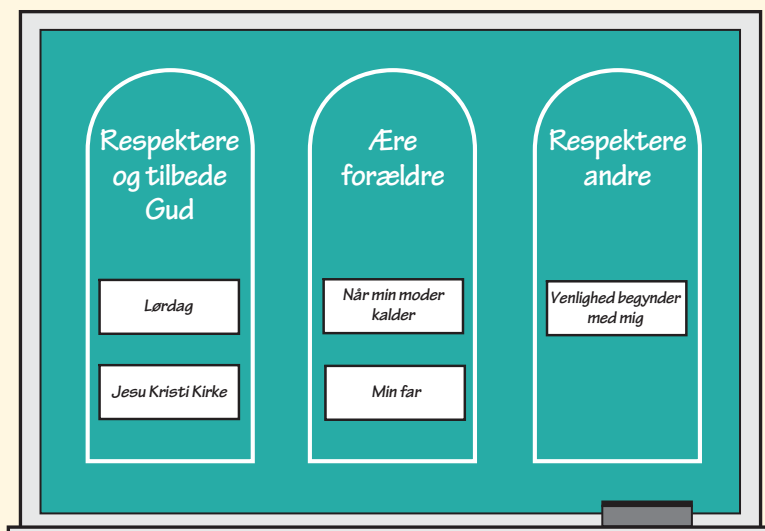 Respektere
og tilbede
Gud
Lørdag
Jesu Kristi Kirke
Ære
forældre
Når min moder
kalder
Min far
Respektere
andre
Venlighed begynder
med mig